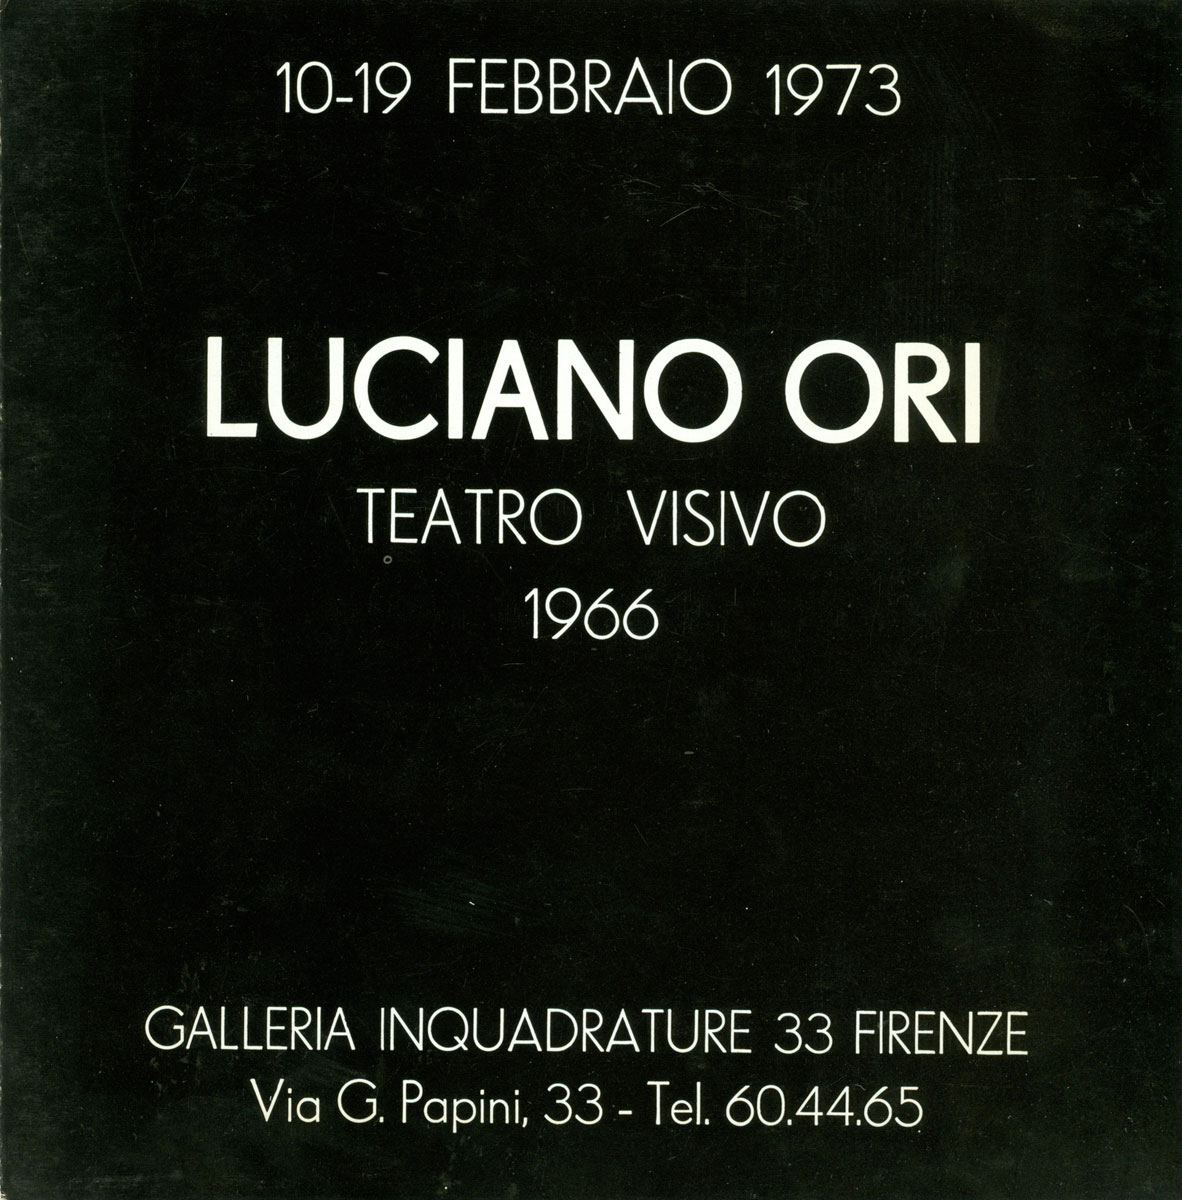 10-19 FEBBRAIO 1973
LUCIANO ORI
TEATRO VISIVO
1966
GALLERIA INQUADRATURE 33 FIRENZE
Via G. Papini, 33 - Tel. 60.44.65